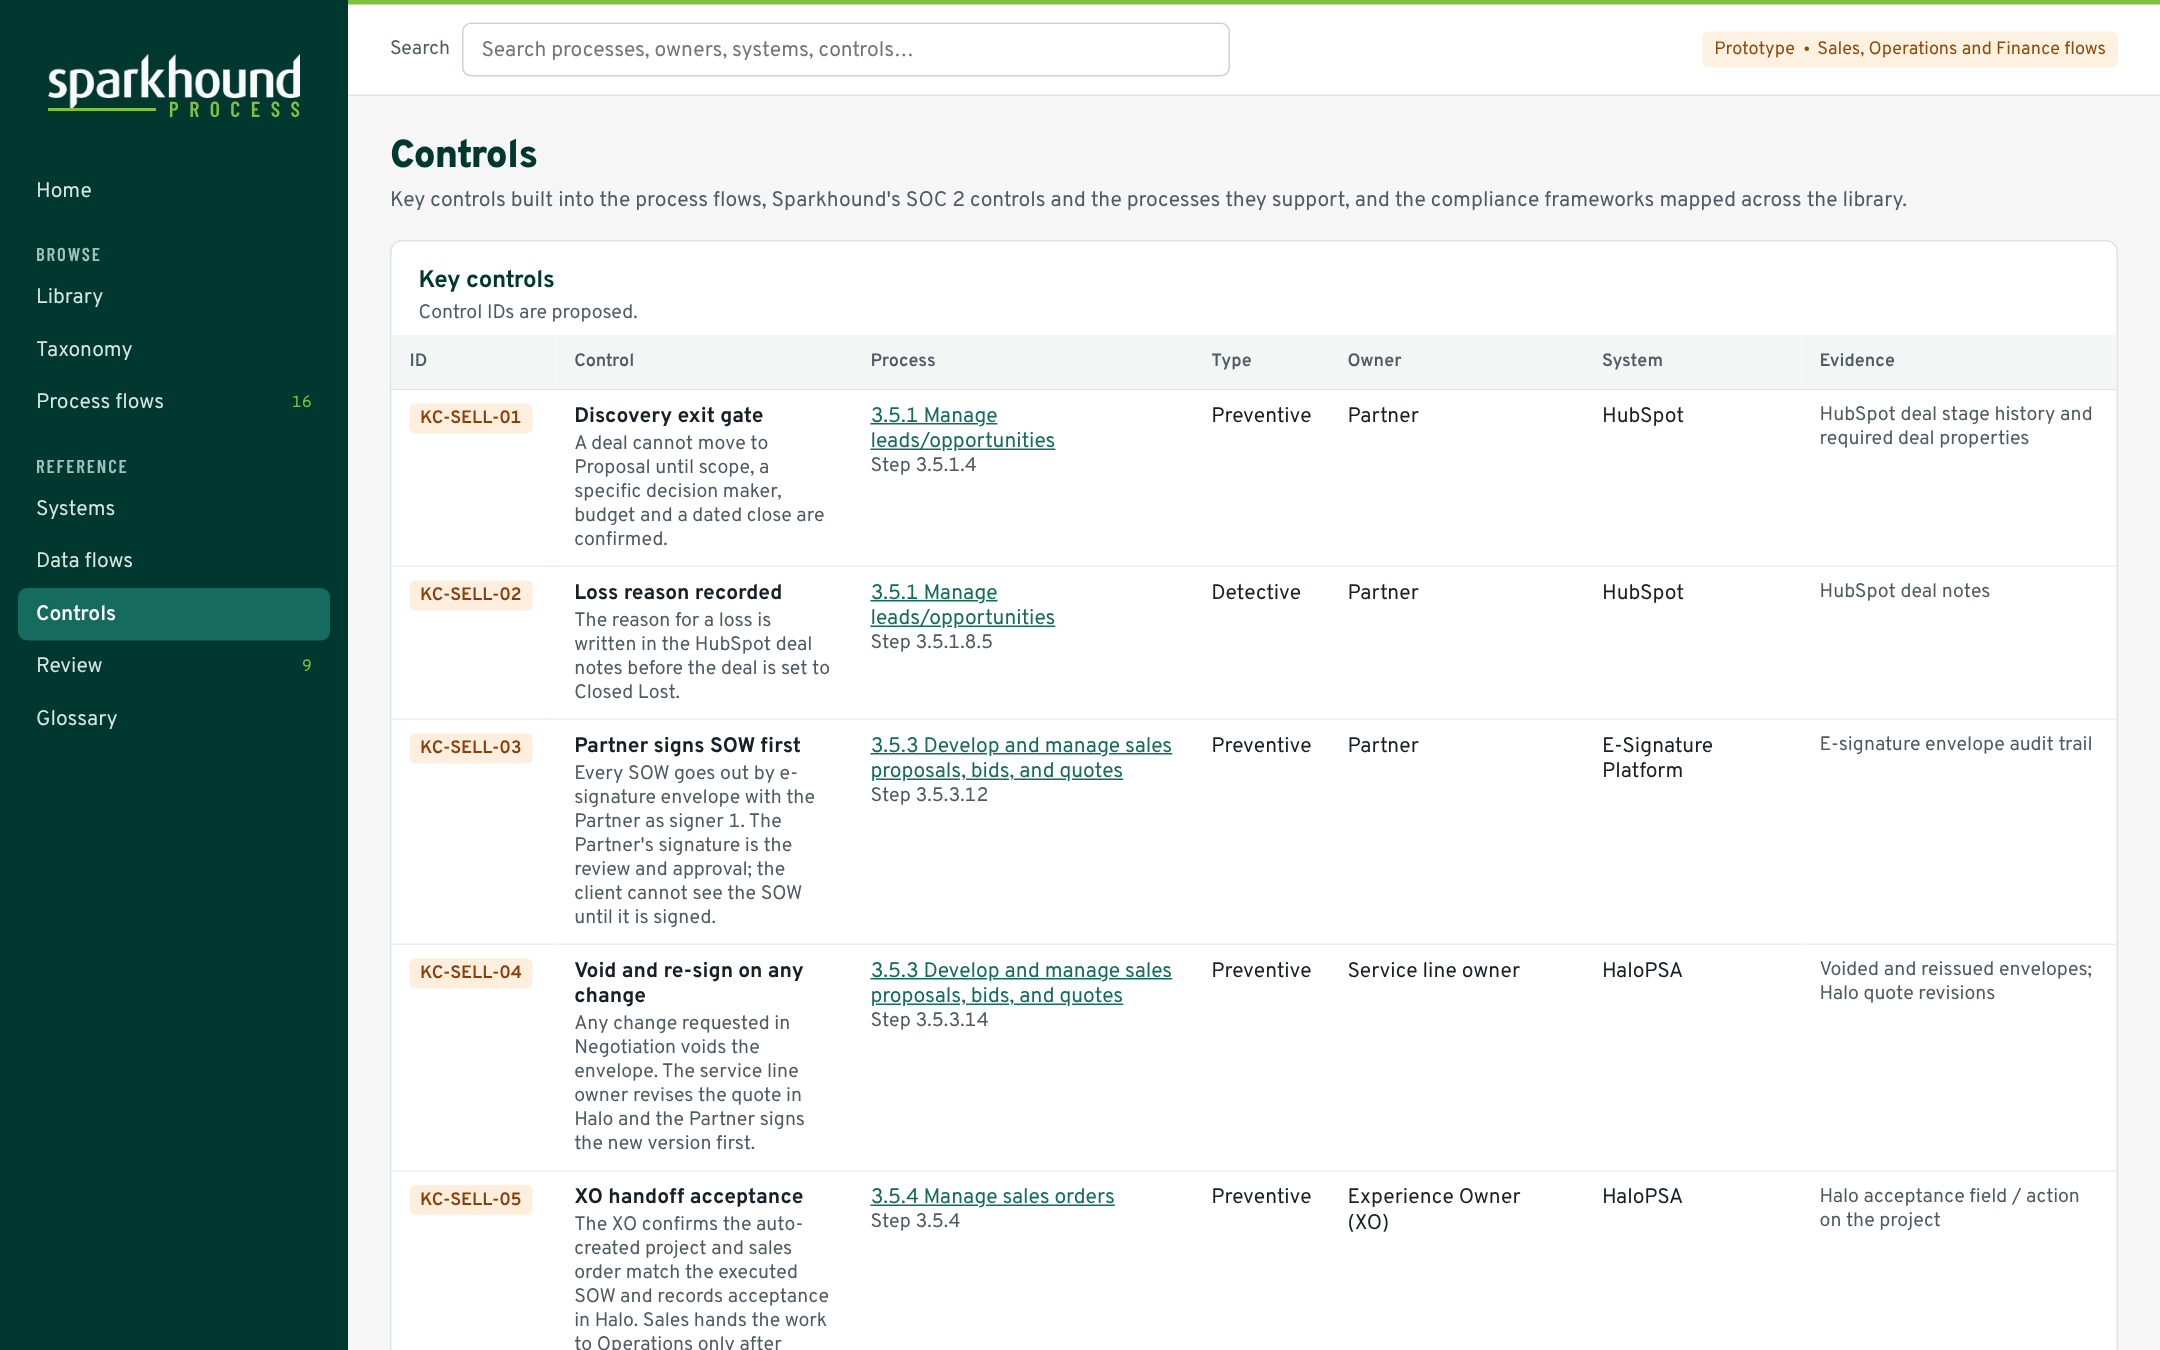 sparkhound
PROCESS
Home
BROWSE
Library
Taxonomy
Process flows 16
REFERENCE
Systems
Data flows
Controls
Review 9
Glossary
Search Search processes, owners, systems, controls...
Prototype • Sales, Operations and Finance flows
Controls
Key controls built into the process flows, Sparkhound's SOC 2 controls and the processes they support, and the compliance frameworks mapped across the library.
Key controls
Control IDs are proposed.
ID Control Process Type Owner System Evidence
KC-SELL-01
Discovery exit gate
A deal cannot move to
Proposal until scope, a
specific decision maker,
budget and a dated close are
confirmed.
3.5.1 Manage
leads/opportunities
Step 3.5.1.4
Preventive
Partner
HubSpot
HubSpot deal stage history and
required deal properties
KC-SELL-02
Loss reason recorded
The reason for a loss is
written in the HubSpot deal
notes before the deal is set to
Closed Lost.
3.5.1 Manage
leads/opportunities
Step 3.5.1.8.5
Detective
Partner
HubSpot
HubSpot deal notes
KC-SELL-03
Partner signs SOW first
Every SOW goes out by e-
signature envelope with the
Partner as signer 1. The
Partner's signature is the
review and approval; the
client cannot see the SOW
until it is signed.
3.5.3 Develop and manage sales
proposals, bids, and quotes
Step 3.5.3.12
Preventive
Partner
E-Signature
Platform
E-signature envelope audit trail
KC-SELL-04
Void and re-sign on any
change
Any change requested in
Negotiation voids the
envelope. The service line
owner revises the quote in
Halo and the Partner signs
the new version first.
3.5.3 Develop and manage sales
proposals, bids, and quotes
Step 3.5.3.14
Preventive
Service line owner
HaloPSA
Voided and reissued envelopes;
Halo quote revisions
KC-SELL-05
XO handoff acceptance
The XO confirms the auto-
created project and sales
order match the executed
SOW and records acceptance
in Halo. Sales hands the work
to Operations only after
3.5.4 Manage sales orders
Step 3.5.4
Preventive
Experience Owner
(XO)
HaloPSA
Halo acceptance field / action
on the project